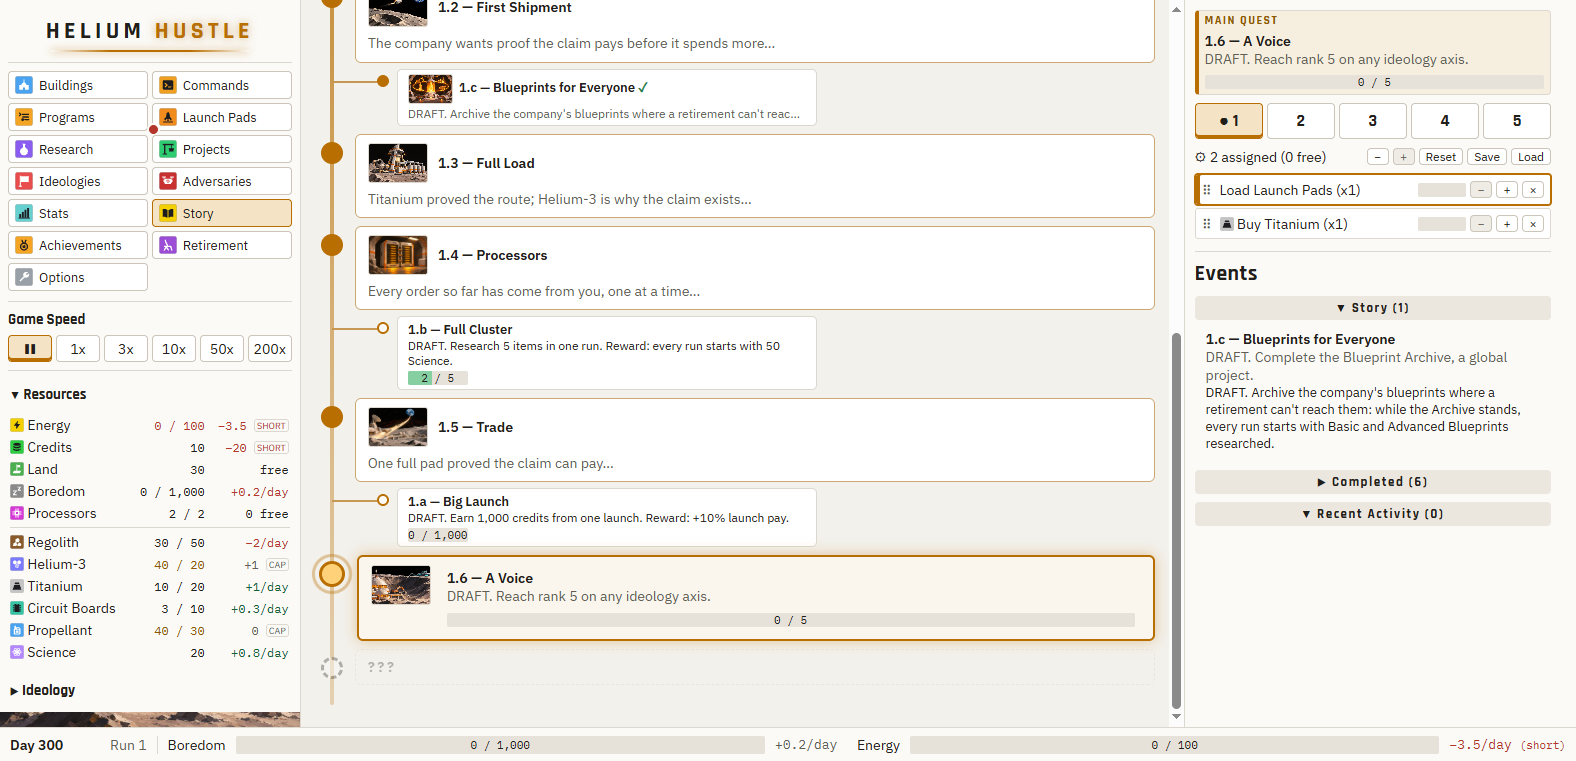 HELIUM HUSTLE
Buildings
Commands
Programs
Launch Pads
Research
Projects
Ideologies
Adversaries
Stats
Story
Achievements
Retirement
Options
Game Speed
1x
3x
10x
50x
200x
▼ Resources
Energy 0 / 100 −3.5 SHORT
Credits 10 −20 SHORT
Land 30 free
Boredom 0 / 1,000 +0.2/day
Processors 2 / 2 0 free
Regolith 30 / 50 −2/day
Helium-3 40 / 20 +1 CAP
Titanium 10 / 20 +1/day
Circuit Boards 3 / 10 +0.3/day
Propellant 40 / 30 0 CAP
Science 20 +0.8/day
▶ Ideology
1.2 — First Shipment
The company wants proof the claim pays before it spends more...
1.c — Blueprints for Everyone ✓
DRAFT. Archive the company's blueprints where a retirement can't reac...
1.3 — Full Load
Titanium proved the route; Helium-3 is why the claim exists...
1.4 — Processors
Every order so far has come from you, one at a time...
1.b — Full Cluster
DRAFT. Research 5 items in one run. Reward: every run starts with 50
Science.
2 / 5
1.5 — Trade
One full pad proved the claim can pay...
1.a — Big Launch
DRAFT. Earn 1,000 credits from one launch. Reward: +10% launch pay.
0 / 1,000
1.6 — A Voice
DRAFT. Reach rank 5 on any ideology axis.
0 / 5
???
MAIN QUEST
1.6 — A Voice
DRAFT. Reach rank 5 on any ideology axis.
0 / 5
● 1
2
3
4
5
⚙ 2 assigned (0 free)
−
+
Reset
Save
Load
Load Launch Pads (x1) − + ×
Buy Titanium (x1) − + ×
Events
▼ Story (1)
1.c — Blueprints for Everyone
DRAFT. Complete the Blueprint Archive, a global
project.
DRAFT. Archive the company's blueprints where a
retirement can't reach them: while the Archive stands,
every run starts with Basic and Advanced Blueprints
researched.
▶ Completed (6)
▼ Recent Activity (0)
Day 300 Run 1 Boredom 0 / 1,000 +0.2/day Energy 0 / 100 −3.5/day (short)